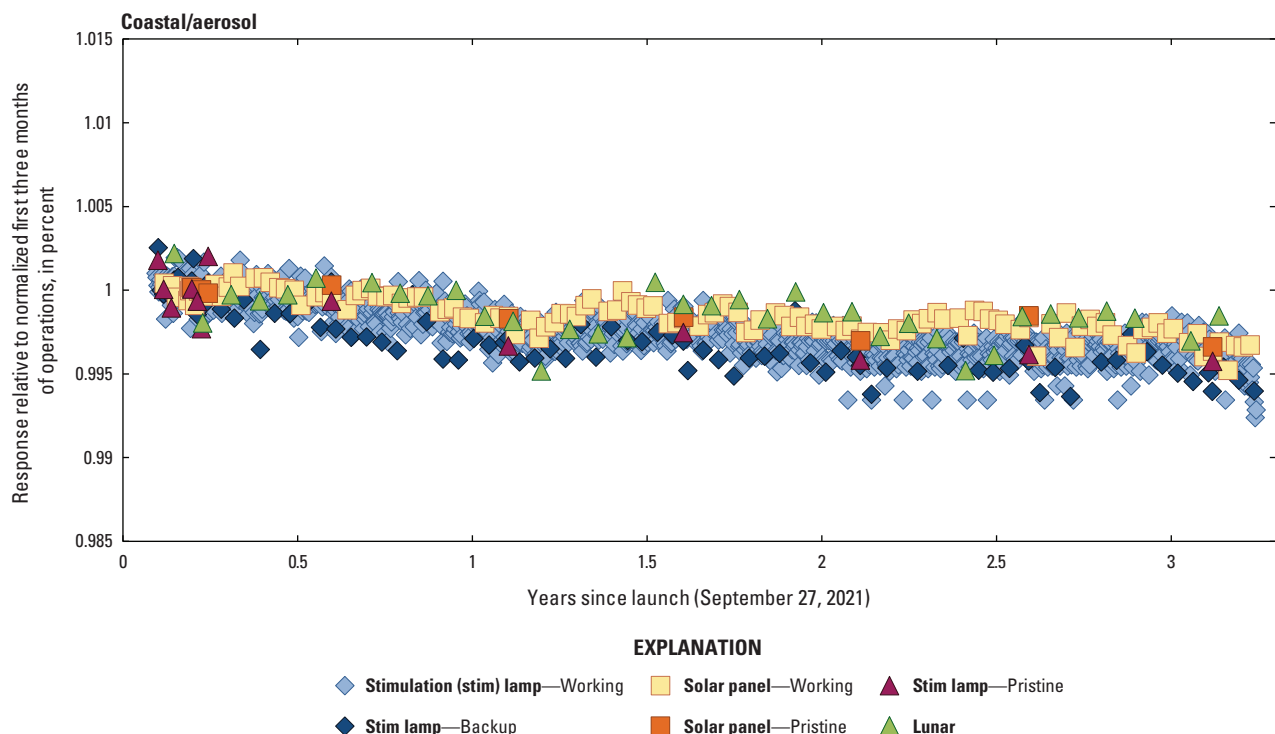 Coastal/aerosol
1.015
1.01
1.005
1
0.995
0.99
0.985
Response relative to normalized first three months
of operations, in percent
0 0.5 1 1.5 2 2.5 3
Years since launch (September 27, 2021)
EXPLANATION
Stimulation (stim) lamp—Working Solar panel—Working Stim lamp—Pristine
Stim lamp—Backup Solar panel—Pristine Lunar